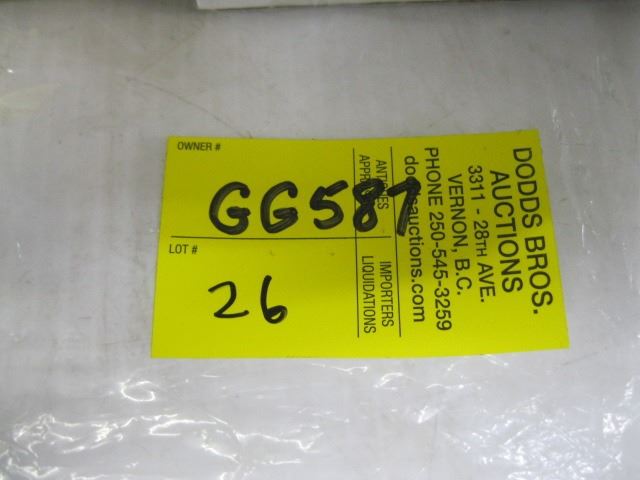 OWNER #
GG587
LOT #
26
DODDS BROS.
AUCTIONS
3311 - 28TH AVE.
VERNON, B.C.
PHONE 250-545-3259
IMPORTERS
LIQUIDATIONS